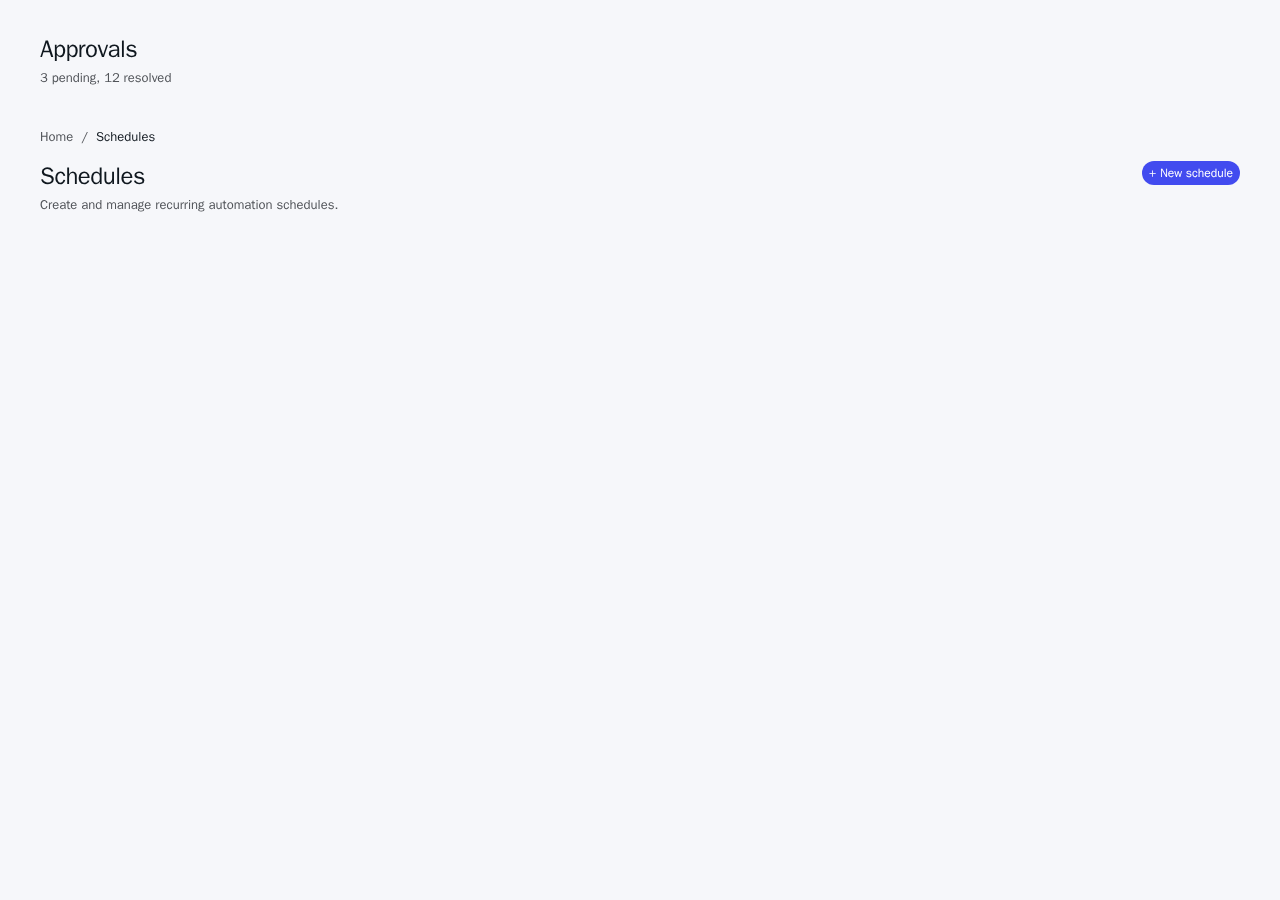 Approvals
3 pending, 12 resolved
Home / Schedules
Schedules
+ New schedule
Create and manage recurring automation schedules.